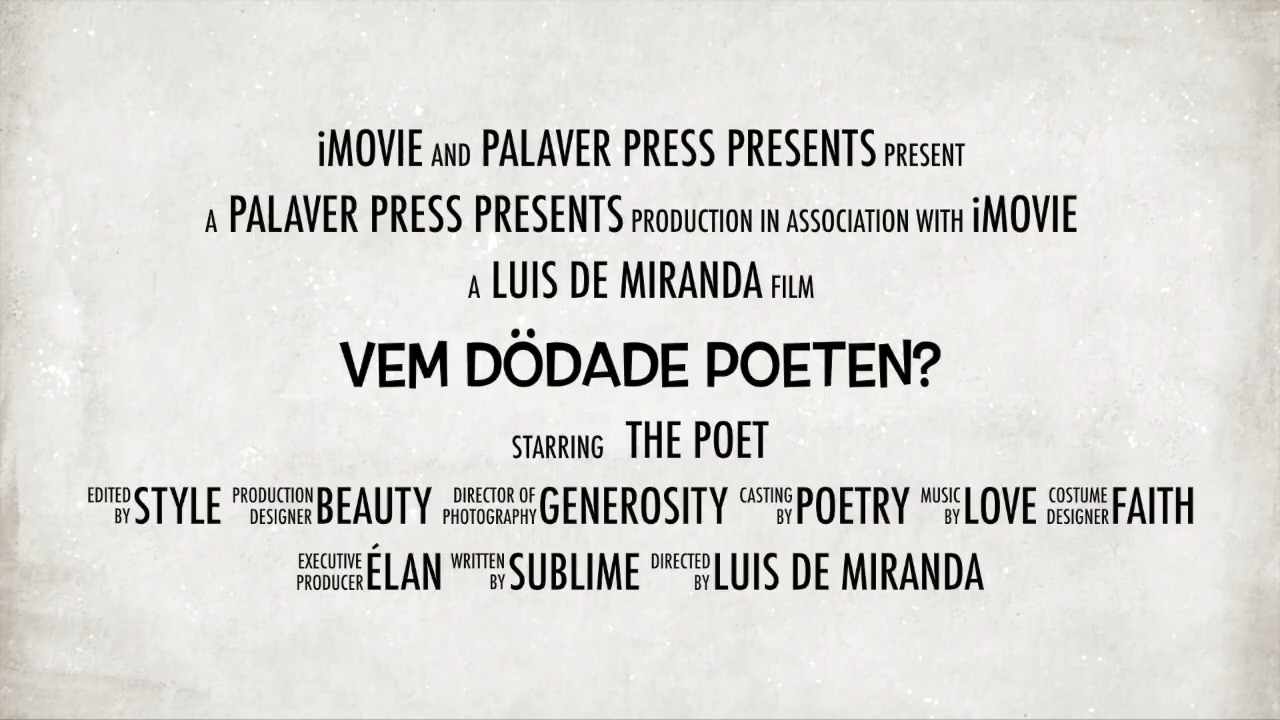 iMOVIE AND PALAVER PRESS PRESENTS PRESENT
A PALAVER PRESS PRESENTS PRODUCTION IN ASSOCIATION WITH iMOVIE
A LUIS DE MIRANDA FILM
VEM DÖDADE POETEN?
STARRING THE POET
EDITED BY STYLE PRODUCTION DESIGNER BEAUTY DIRECTOR OF PHOTOGRAPHY GENEROSITY CASTING BY POETRY MUSIC BY LOVE COSTUME DESIGNER FAITH
EXECUTIVE PRODUCER ÉLAN WRITTEN BY SUBLIME DIRECTED BY LUIS DE MIRANDA